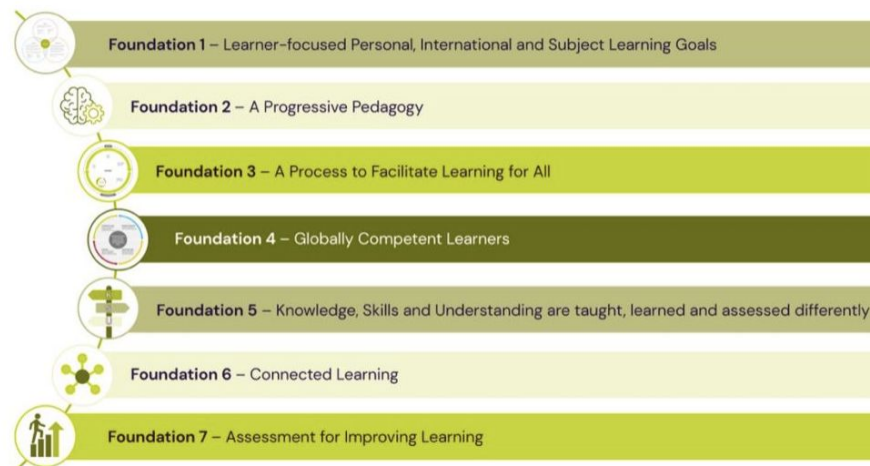 Foundation 1 – Learner-focused Personal, International and Subject Learning Goals
Foundation 2 – A Progressive Pedagogy
Foundation 3 – A Process to Facilitate Learning for All
Foundation 4 – Globally Competent Learners
Foundation 5 – Knowledge, Skills and Understanding are taught, learned and assessed differently
Foundation 6 – Connected Learning
Foundation 7 – Assessment for Improving Learning